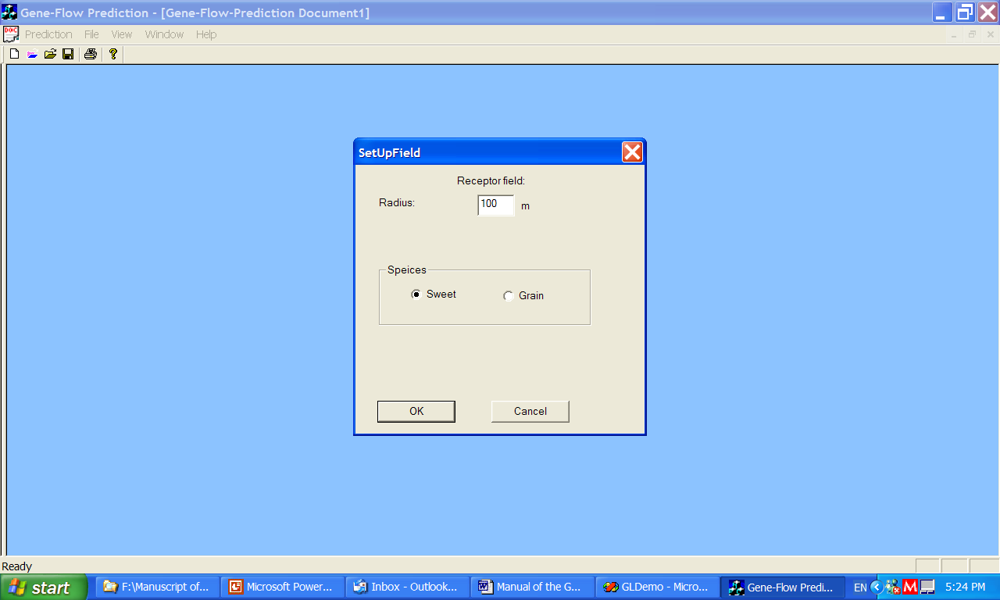 Gene-Flow Prediction - [Gene-Flow-Prediction Document1]
DOC
Prediction File View Window Help
SetUpField
Receptor field:
Radius: 100 m
Speices
Sweet Grain
OK Cancel
Ready
start F:\Manuscript of... Microsoft Power... Inbox - Outlook... Manual of the G... GLDemo - Micro... Gene-Flow Predi... EN 5:24 PM